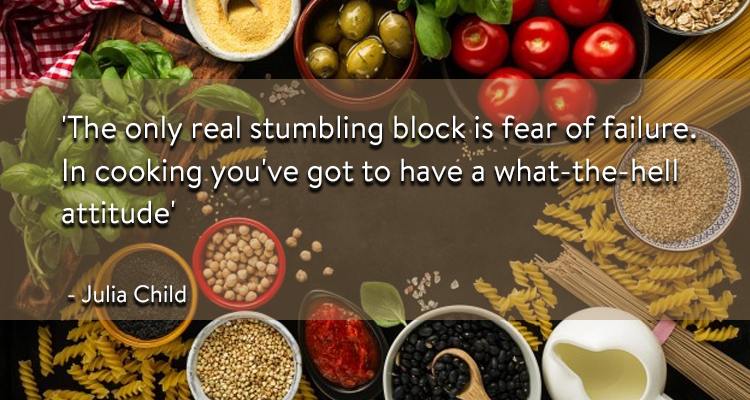 'The only real stumbling block is fear of failure.
In cooking you've got to have a what-the-hell
attitude'
- Julia Child